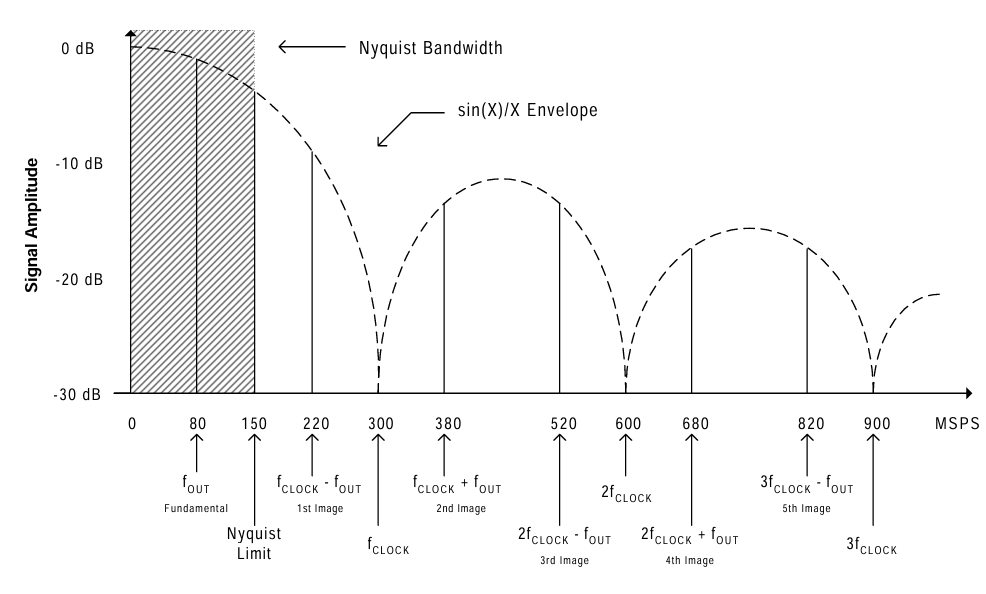 0 dB
Nyquist Bandwidth
sin(X)/X Envelope
-10 dB
Signal Amplitude
-20 dB
-30 dB
0 80 150 220 300 380 520 600 680 820 900 MSPS
fOUT
Fundamental
Nyquist
Limit
fCLOCK - fOUT
1st Image
fCLOCK
fCLOCK + fOUT
2nd Image
2fCLOCK - fOUT
3rd Image
2fCLOCK
2fCLOCK + fOUT
4th Image
3fCLOCK - fOUT
5th Image
3fCLOCK